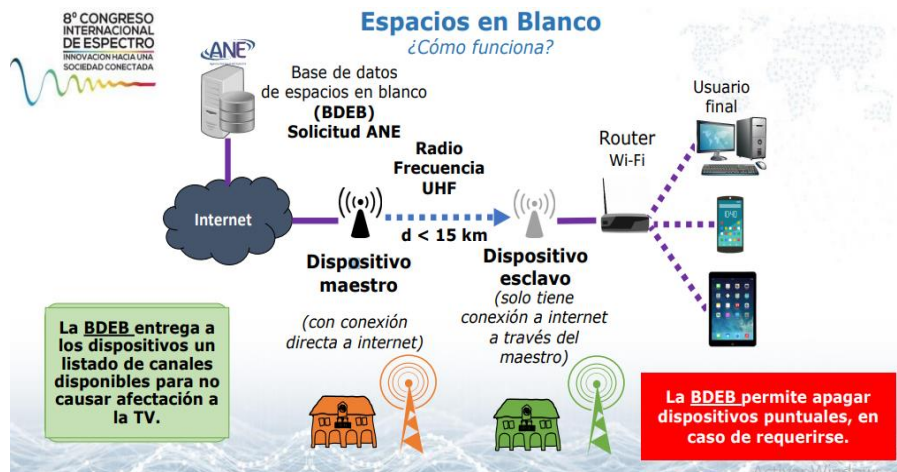 8º CONGRESO
INTERNACIONAL
DE ESPECTRO
INNOVACION HACIA UNA
SOCIEDAD CONECTADA
ANE
Espacios en Blanco
¿Cómo funciona?
Base de datos
de espacios en blanco
(BDEB)
Solicitud ANE
Internet
Radio
Frecuencia
UHF
d < 15 km
Dispositivo
maestro
(con conexión
directa a internet)
Dispositivo
esclavo
(solo tiene
conexión a internet
a través del
maestro)
Router
Wi-Fi
Usuario
final
La BDEB entrega a
los dispositivos un
listado de canales
disponibles para no
causar afectación a
la TV.
La BDEB permite apagar
dispositivos puntuales, en
caso de requerirse.